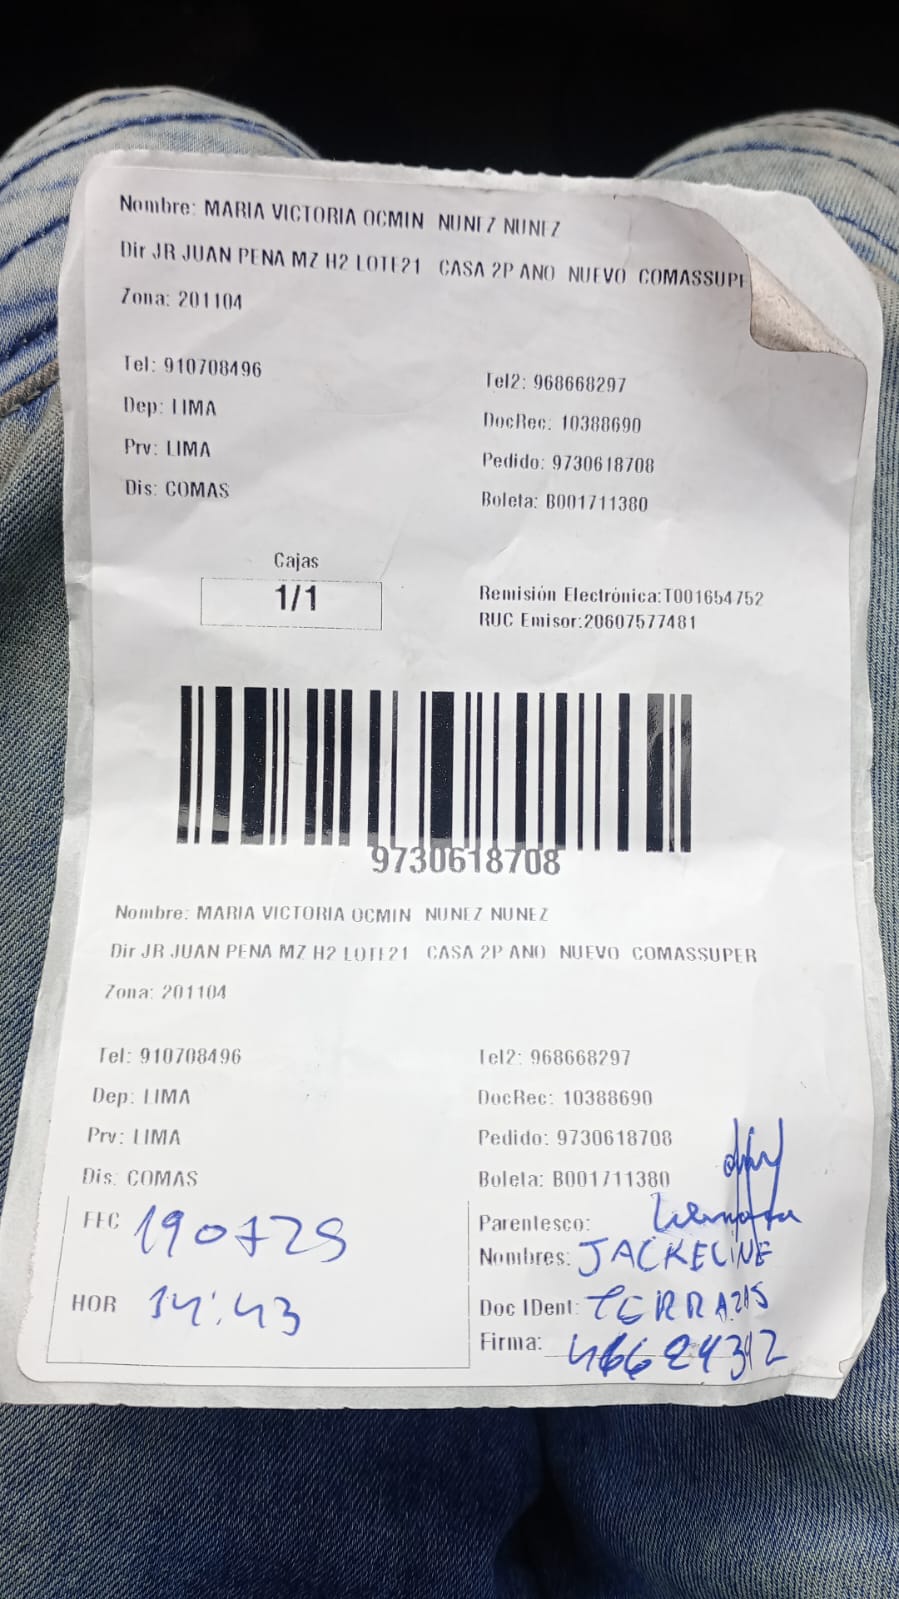 Nombre: MARIA VICTORIA OCMIN NUNEZ NUNEZ
Dir JR JUAN PENA MZ H2 LOTE21 CASA 2P ANO NUEVO COMASSUPE
Zona: 201104
Tel: 910708496 Tel2: 968668297
Dep: LIMA DocRec: 10388690
Prv: LIMA Pedido: 9730618708
Dis: COMAS Boleta: B001711380
Cajas
1/1
Remisión Electrónica:T001654752
RUC Emisor:20607577481
9730618708
Nombre: MARIA VICTORIA OCMIN NUNEZ NUNEZ
Dir JR JUAN PENA MZ H2 LOTE21 CASA 2P ANO NUEVO COMASSUPER
Zona: 201104
Tel: 910708496 Tel2: 968668297
Dep: LIMA DocRec: 10388690
Prv: LIMA Pedido: 9730618708
Dis: COMAS Boleta: B001711380
FEC 190725 Parentesco:
Nombres: JACKELINE
HOR 14:43 Doc IDent: TERRAZAS
Firma: 46624392